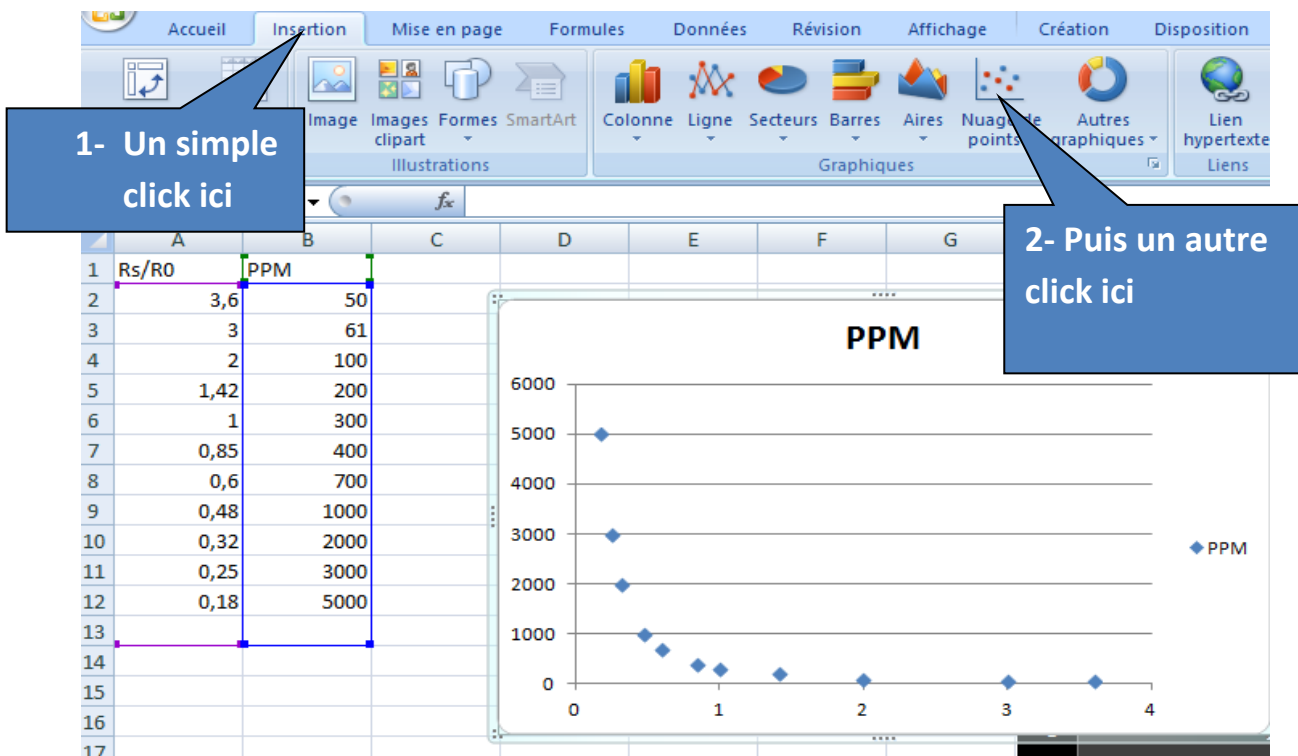 Accueil Insertion Mise en page Formules Données Révision Affichage Création Disposition
Image Images clipart Formes SmartArt Colonne Ligne Secteurs Barres Aires Nuage de points Autres graphiques Lien hypertexte
Illustrations Graphiques Liens
1- Un simple
click ici
2- Puis un autre
click ici
fx
A B C D E F G
1 Rs/R0 PPM
2 3,6 50
3 3 61
4 2 100
5 1,42 200
6 1 300
7 0,85 400
8 0,6 700
9 0,48 1000
10 0,32 2000
11 0,25 3000
12 0,18 5000
13
14
15
16
17
PPM
6000
5000
4000
3000
2000
1000
0
0 1 2 3 4
PPM